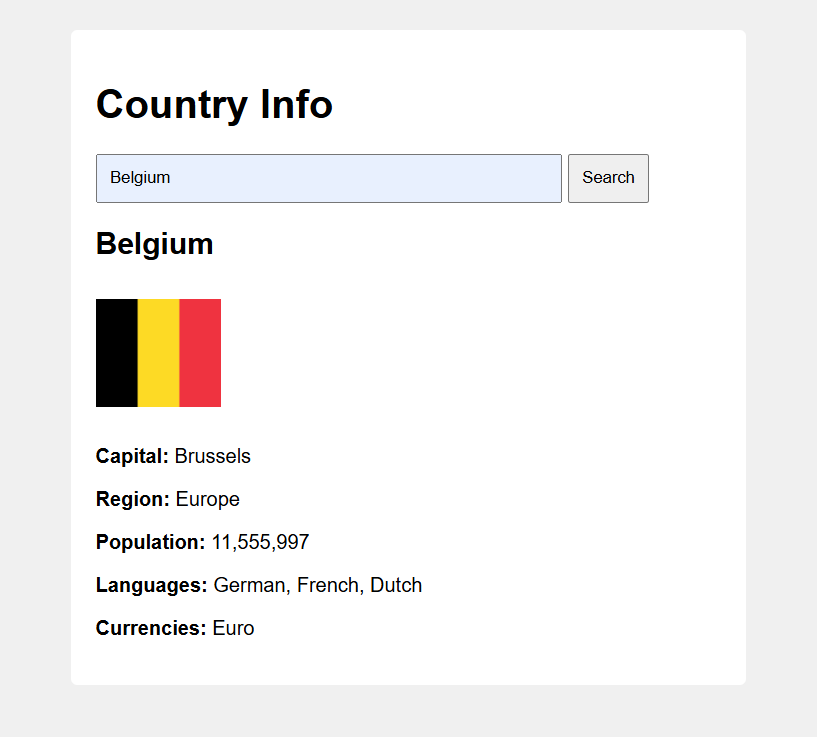 Country Info
Belgium
Search
Belgium
Capital: Brussels
Region: Europe
Population: 11,555,997
Languages: German, French, Dutch
Currencies: Euro